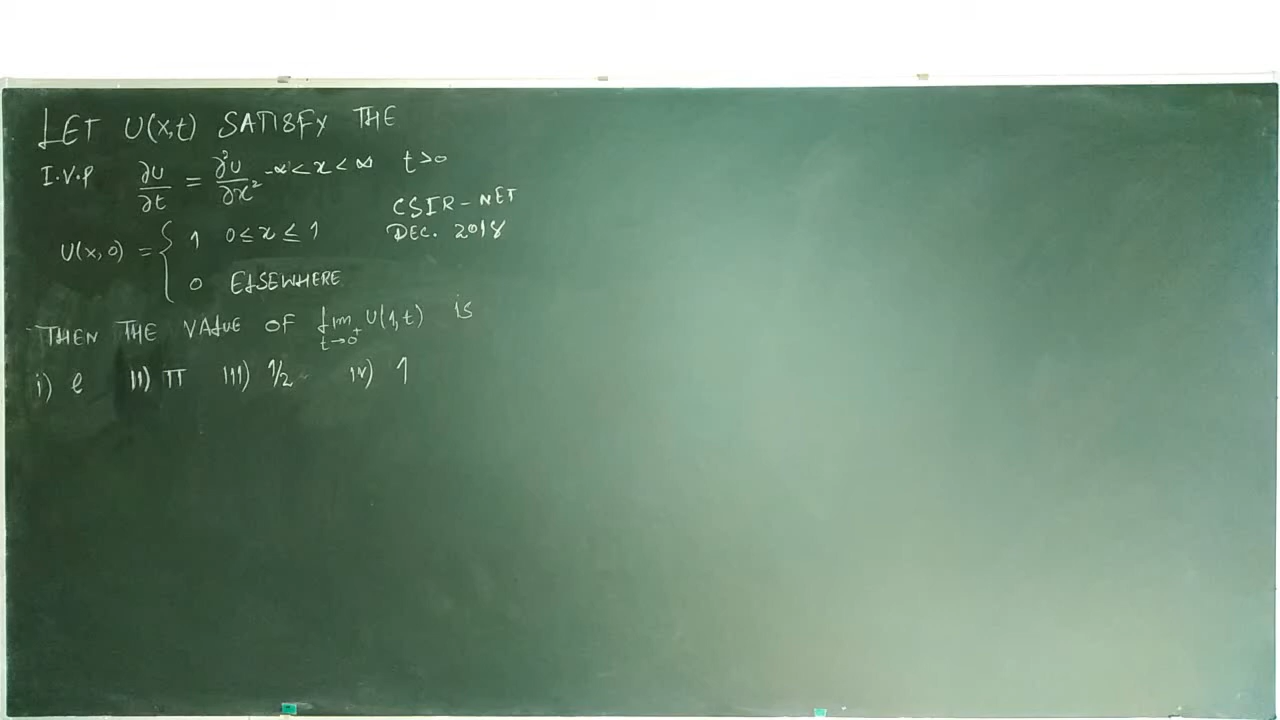 LET U(x,t) SATISFY THE
I.V.P ∂U/∂t = ∂²U/∂x² -∞<x<∞ t>0
CSIR-NET
DEC. 2018
U(x,0) = { 1 0≤x≤1
0 ELSEWHERE
THEN THE VALUE OF lim t→0⁺ U(1,t) is
i) e ii) π iii) 1/2 iv) 1